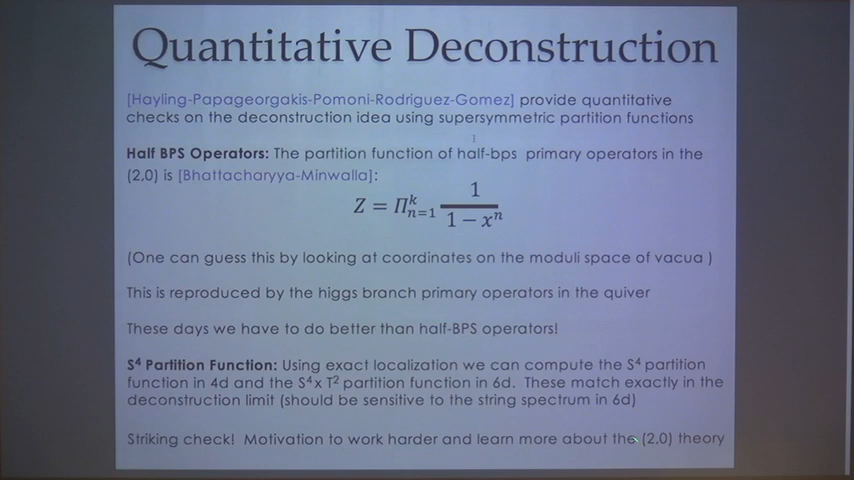 Quantitative Deconstruction
[Hayling-Papageorgakis-Pomoni-Rodriguez-Gomez] provide quantitative
checks on the deconstruction idea using supersymmetric partition functions
Half BPS Operators: The partition function of half-bps primary operators in the
(2,0) is [Bhattacharyya-Minwalla]:
Z = Π_{n=1}^{k} 1/(1 − x^n)
(One can guess this by looking at coordinates on the moduli space of vacua )
This is reproduced by the higgs branch primary operators in the quiver
These days we have to do better than half-BPS operators!
S⁴ Partition Function: Using exact localization we can compute the S⁴ partition
function in 4d and the S⁴x T² partition function in 6d. These match exactly in the
deconstruction limit (should be sensitive to the string spectrum in 6d)
Striking check! Motivation to work harder and learn more about the (2,0) theory